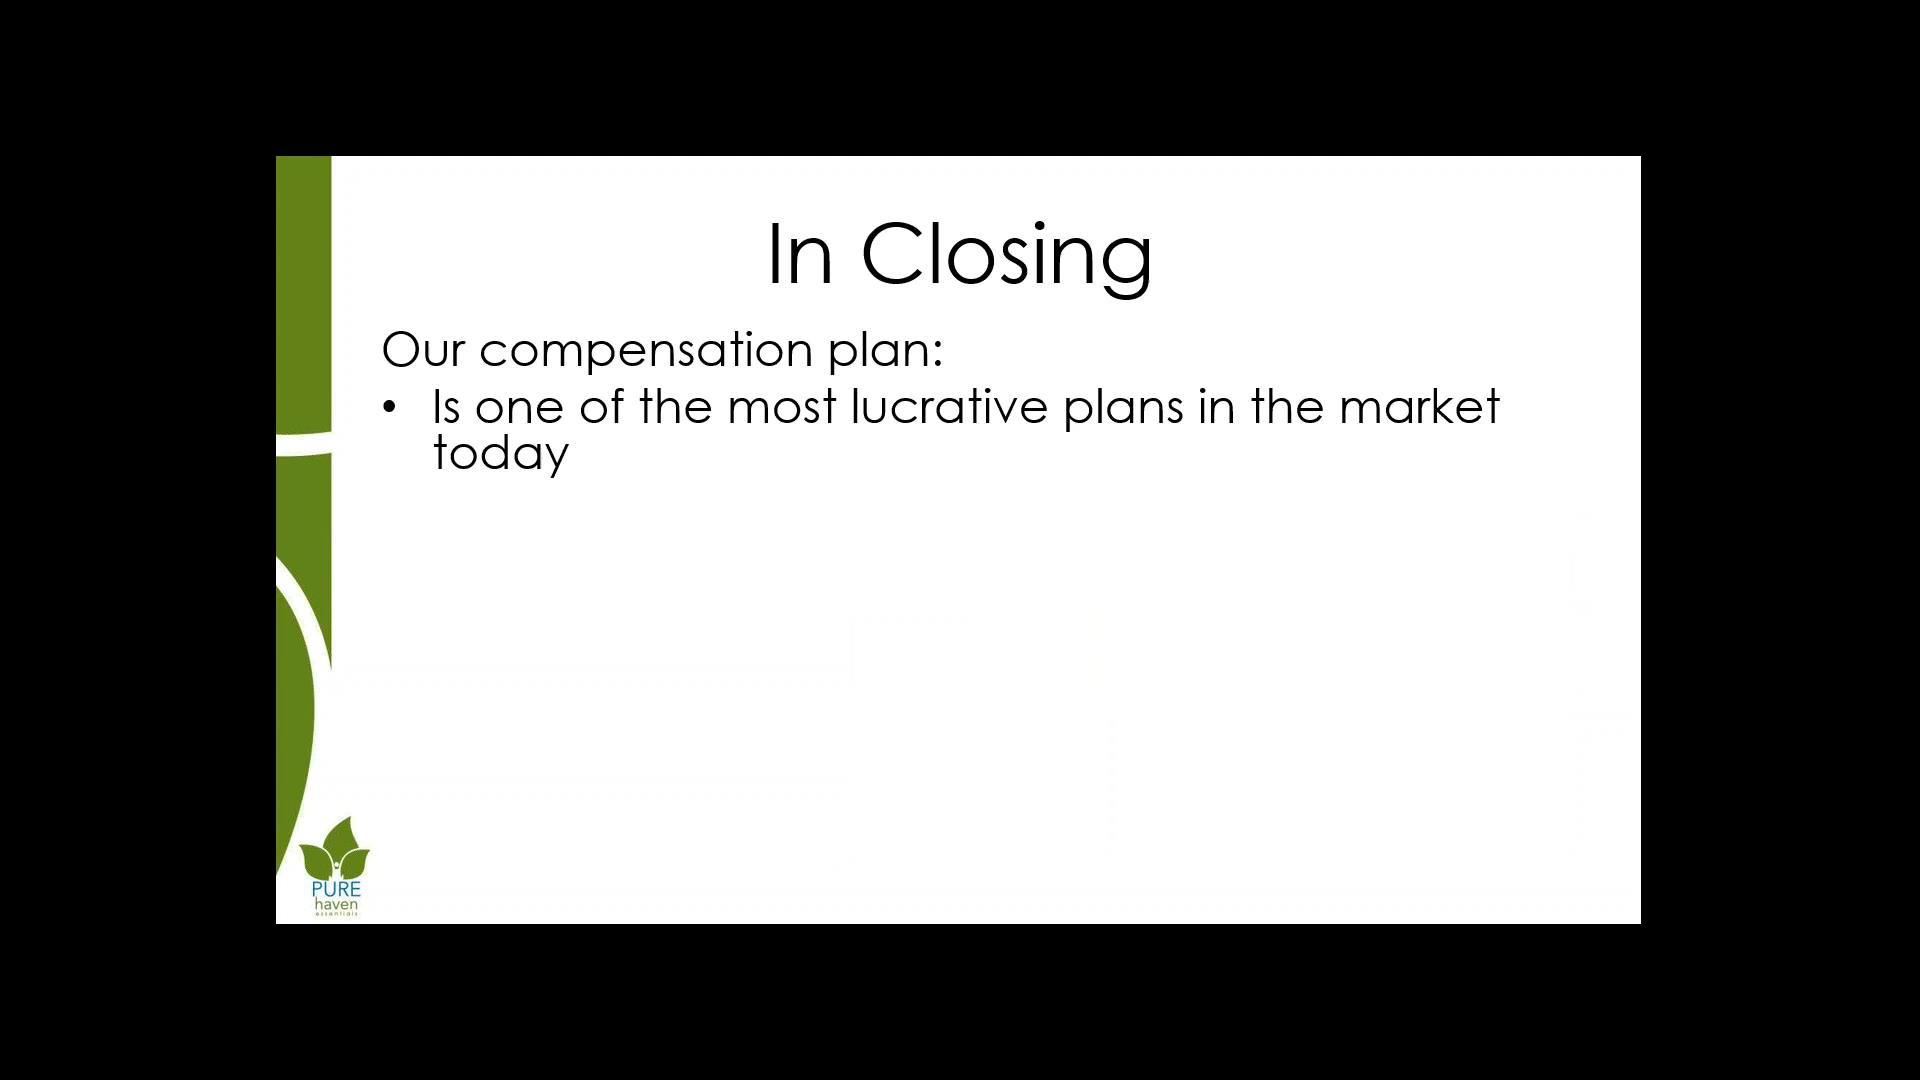 In Closing
Our compensation plan:
• Is one of the most lucrative plans in the market
today
PURE
haven
essentials